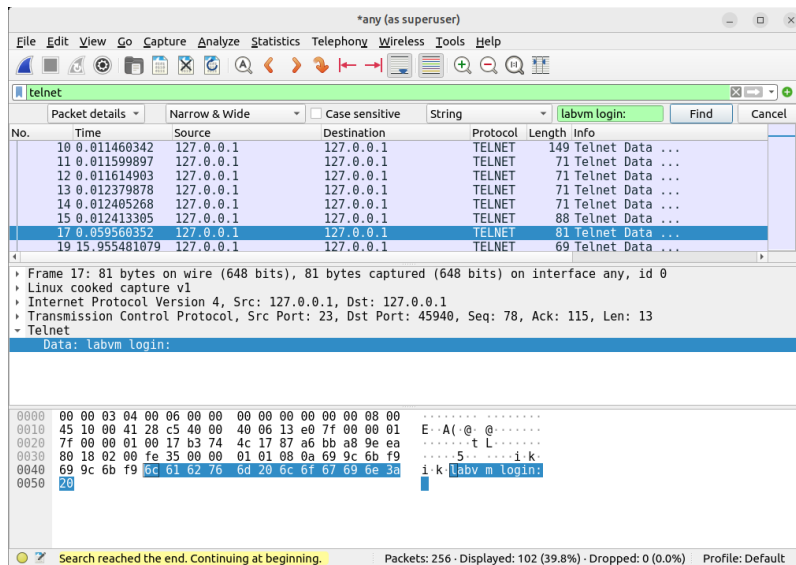 *any (as superuser)
File Edit View Go Capture Analyze Statistics Telephony Wireless Tools Help
telnet
Packet details Narrow & Wide Case sensitive String labvm login: Find Cancel
No. Time Source Destination Protocol Length Info
10 0.011460342 127.0.0.1 127.0.0.1 TELNET 149 Telnet Data ...
11 0.011599897 127.0.0.1 127.0.0.1 TELNET 71 Telnet Data ...
12 0.011614903 127.0.0.1 127.0.0.1 TELNET 71 Telnet Data ...
13 0.012379878 127.0.0.1 127.0.0.1 TELNET 71 Telnet Data ...
14 0.012405268 127.0.0.1 127.0.0.1 TELNET 71 Telnet Data ...
15 0.012413305 127.0.0.1 127.0.0.1 TELNET 88 Telnet Data ...
17 0.059560352 127.0.0.1 127.0.0.1 TELNET 81 Telnet Data ...
19 15.955481079 127.0.0.1 127.0.0.1 TELNET 69 Telnet Data ...
Frame 17: 81 bytes on wire (648 bits), 81 bytes captured (648 bits) on interface any, id 0
Linux cooked capture v1
Internet Protocol Version 4, Src: 127.0.0.1, Dst: 127.0.0.1
Transmission Control Protocol, Src Port: 23, Dst Port: 45940, Seq: 78, Ack: 115, Len: 13
Telnet
Data: labvm login:
0000 00 00 03 04 00 06 00 00 00 00 00 00 00 00 08 00 ········ ········
0010 45 10 00 41 28 c5 40 00 40 06 13 e0 7f 00 00 01 E··A(·@· @·······
0020 7f 00 00 01 00 17 b3 74 4c 17 87 a6 bb a8 9e ea ·······t L·······
0030 80 18 02 00 fe 35 00 00 01 01 08 0a 69 9c 6b f9 ·····5·· ····i·k·
0040 69 9c 6b f9 6c 61 62 76 6d 20 6c 6f 67 69 6e 3a i·k·labv m login:
0050 20
Search reached the end. Continuing at beginning. Packets: 256 · Displayed: 102 (39.8%) · Dropped: 0 (0.0%) Profile: Default